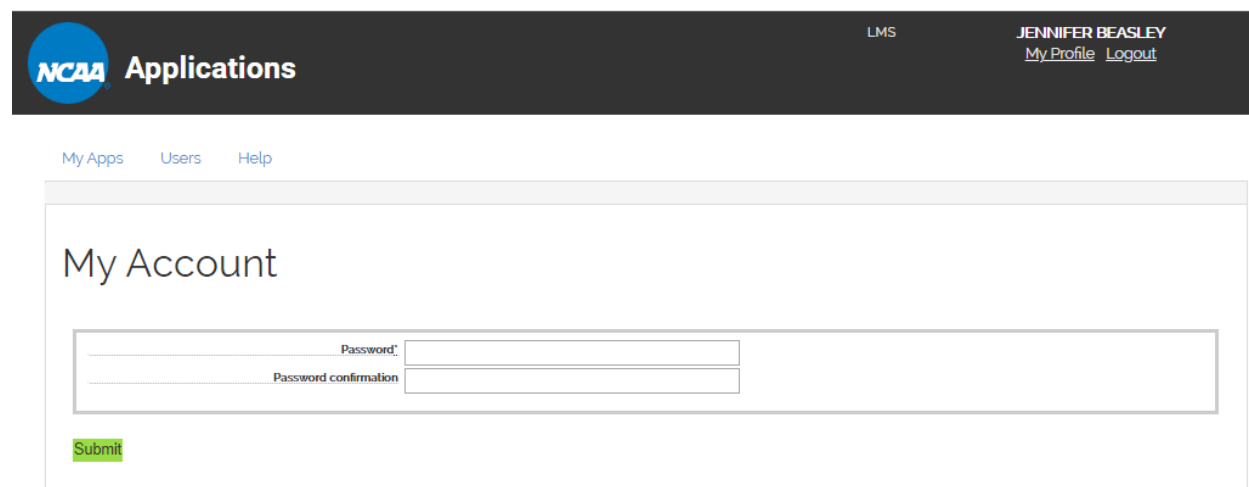 LMS
JENNIFER BEASLEY
My Profile Logout
NCAA Applications
My Apps Users Help
My Account
Password*
Password confirmation
Submit